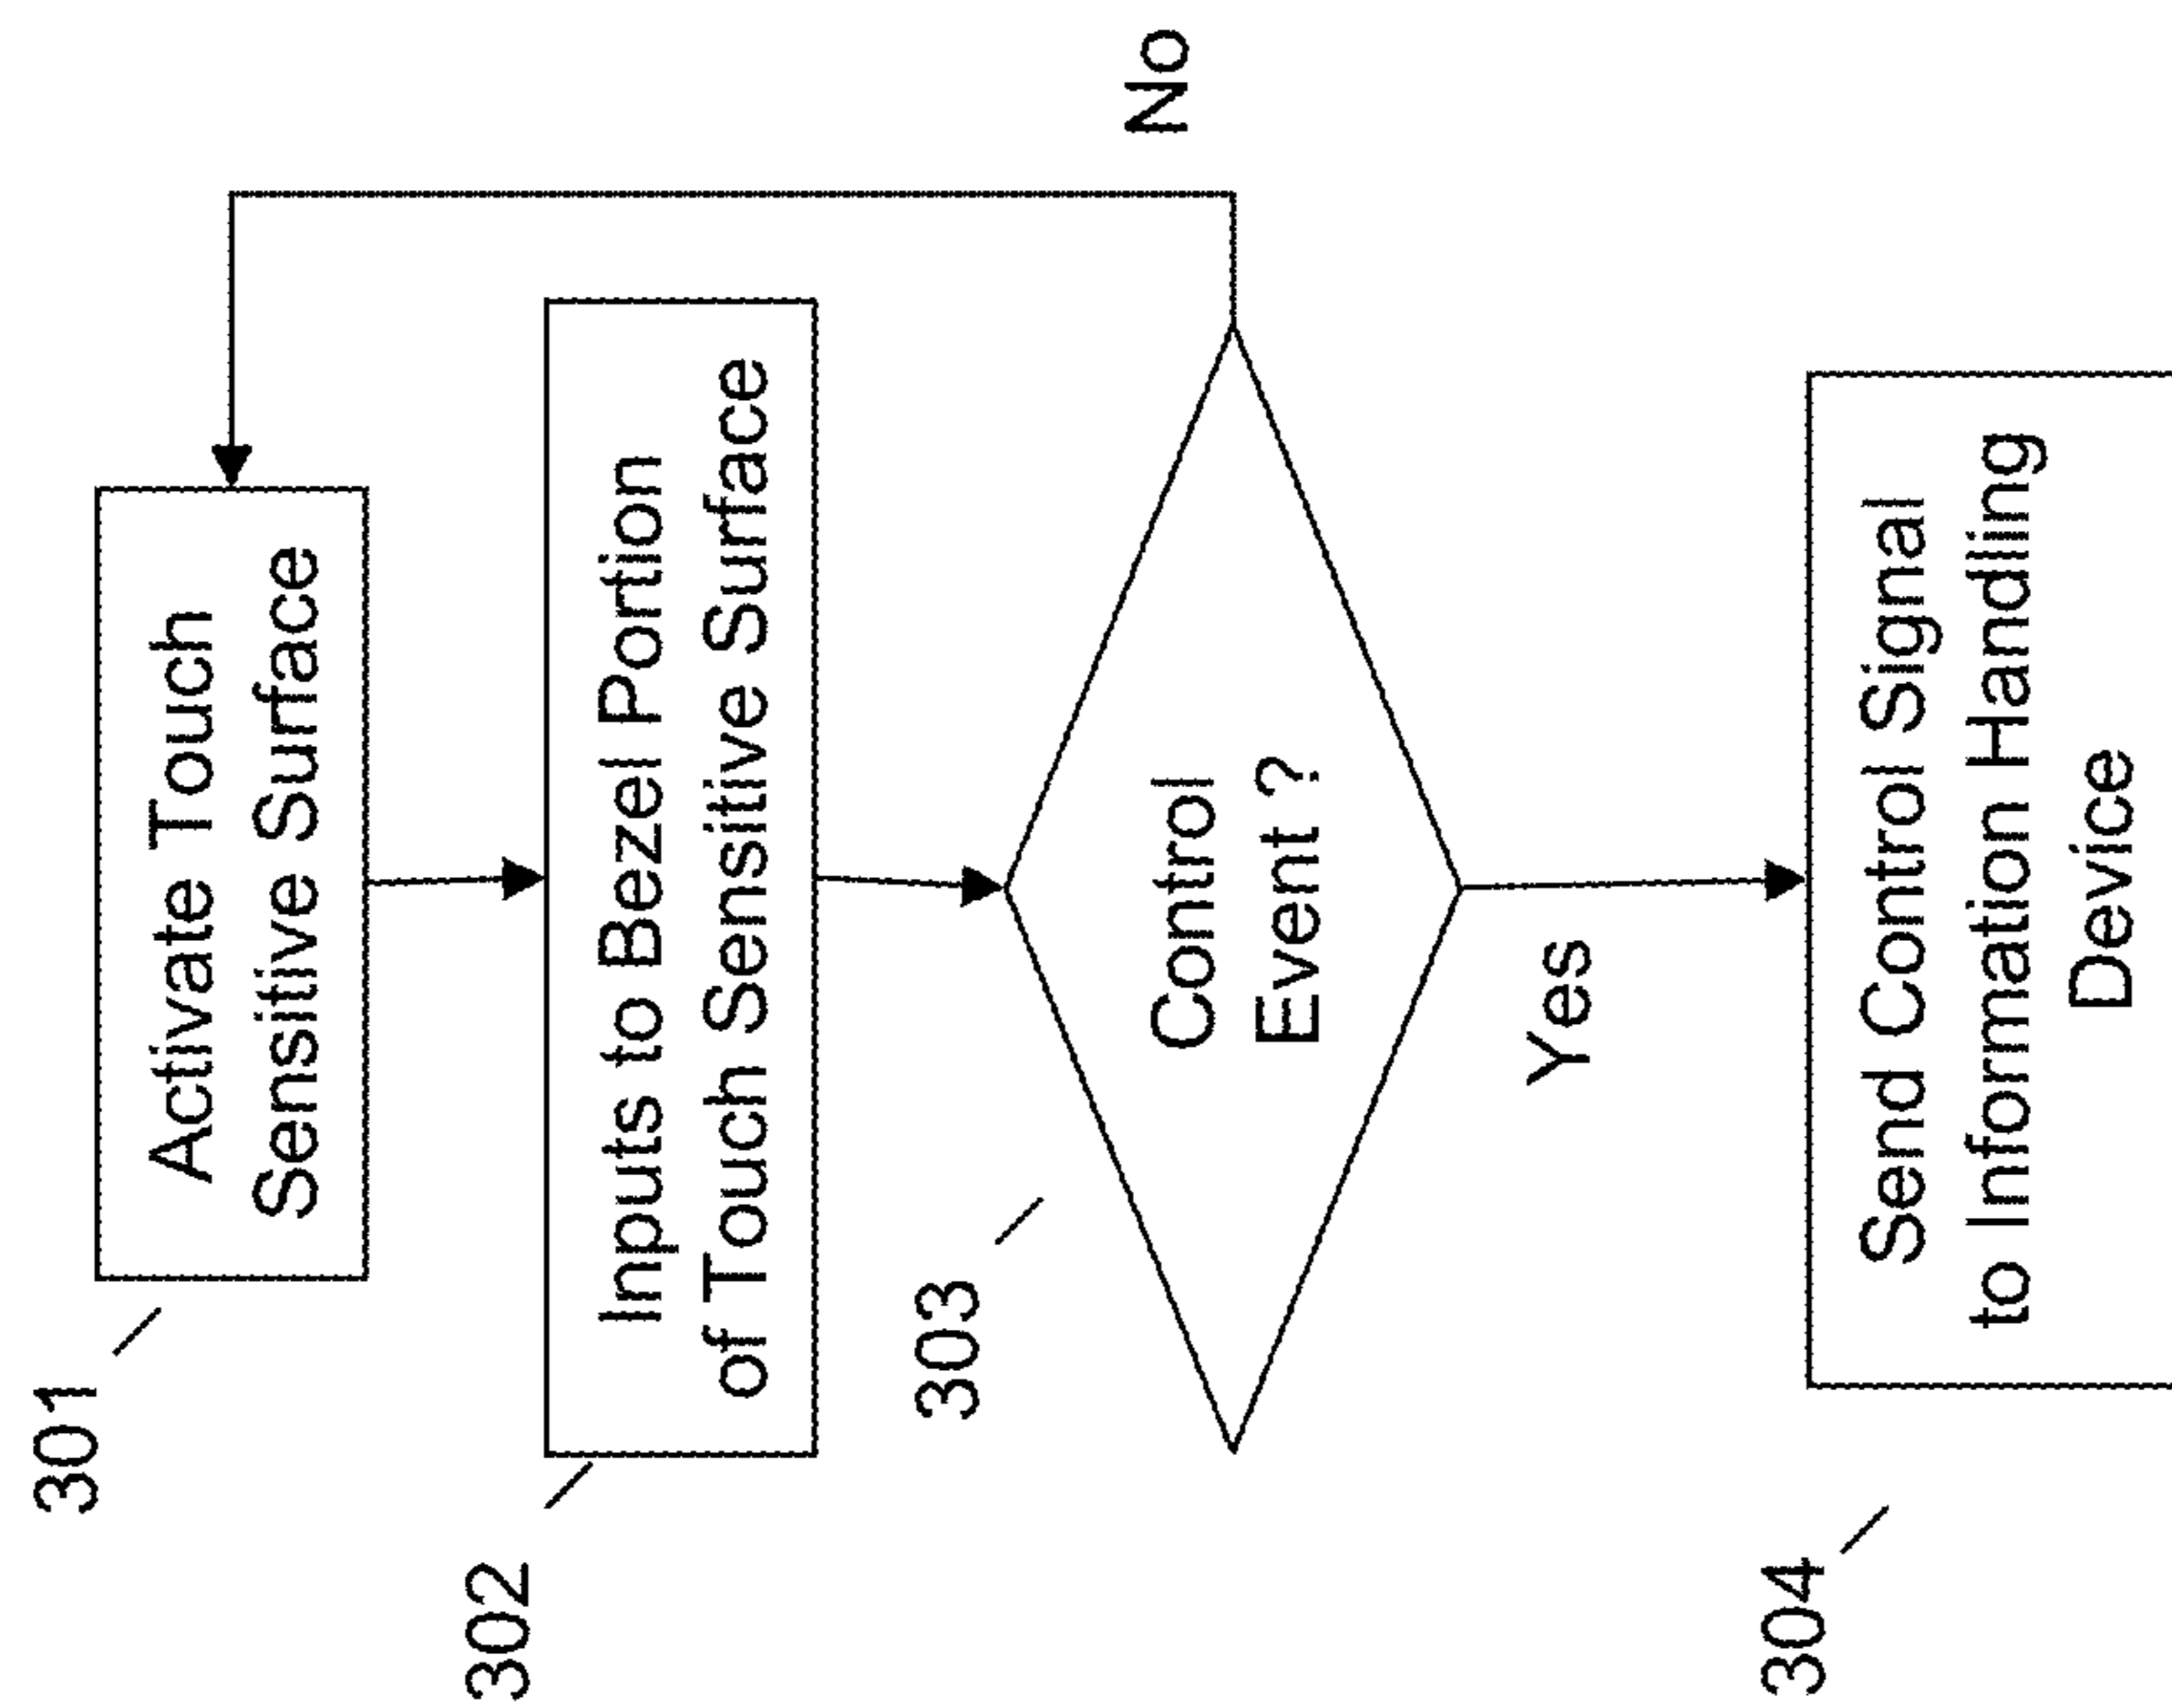 301
Activate Touch
Sensitive Surface
302
Inputs to Bezel Portion
of Touch Sensitive Surface
303
Control
Event ?
No
Yes
304
Send Control Signal
to Information Handling
Device